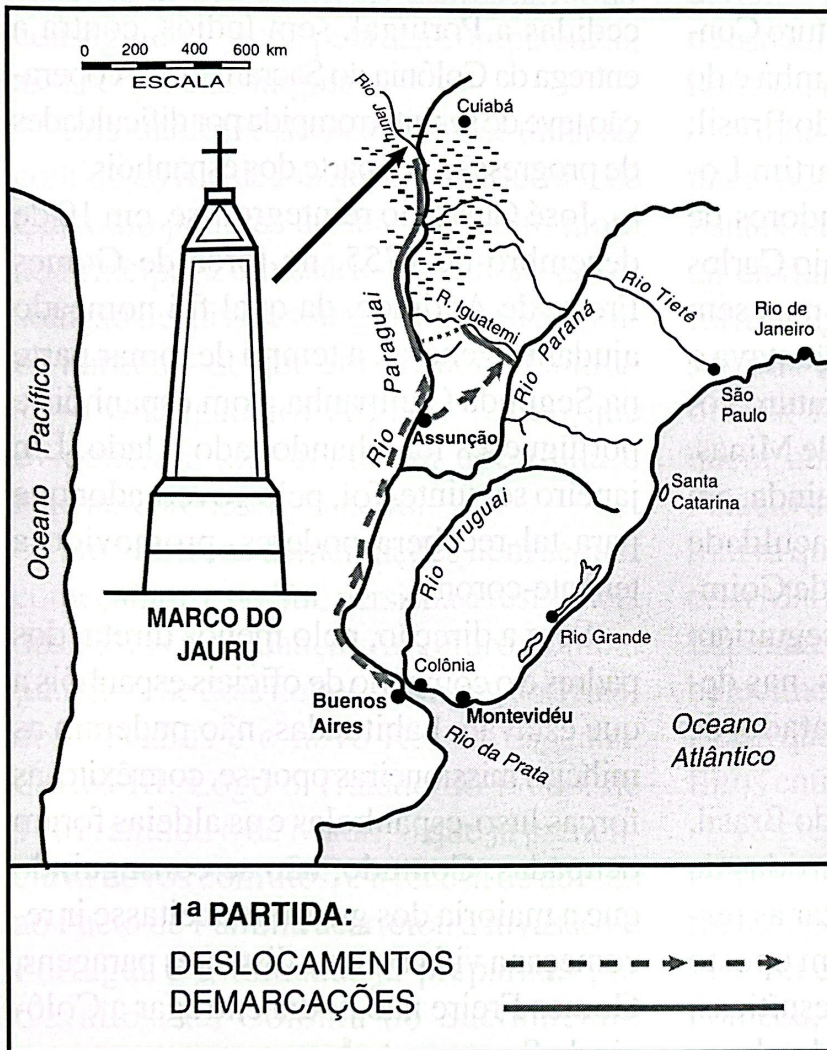 0 200 400 600 km
ESCALA
Rio
Jauru
Cuiabá
R. Iguatemi
Rio Paraná
Rio Tietê
Rio de
Janeiro
São
Paulo
Rio Paraguai
Assunção
Santa
Catarina
Oceano Pacífico
Rio Uruguai
MARCO DO
JAURU
Rio Grande
Colônia
Buenos
Aires
Montevidéu
Rio da Prata
Oceano
Atlântico
1ª PARTIDA:
DESLOCAMENTOS
DEMARCAÇÕES